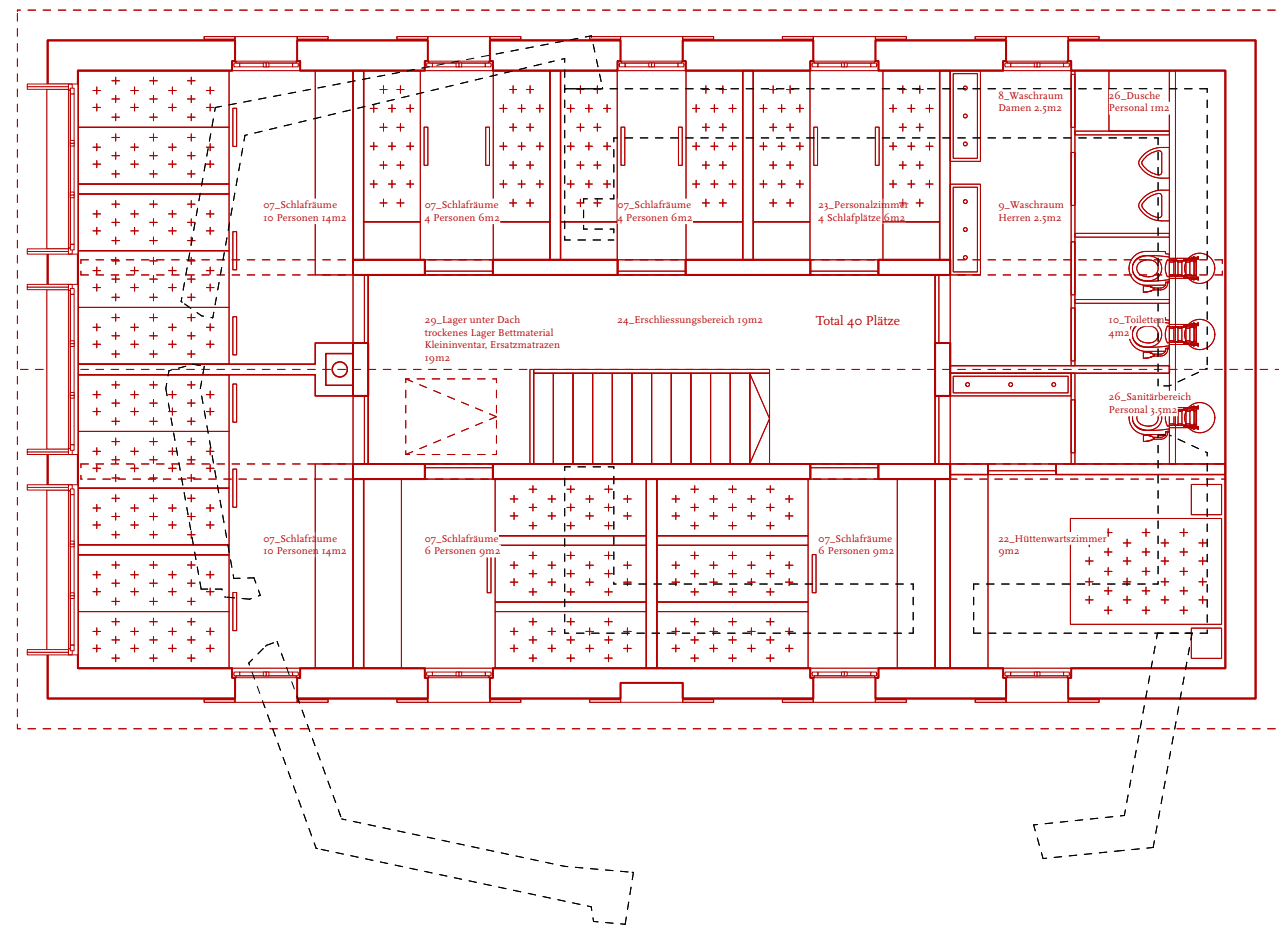 8_Waschraum
Damen 2.5m2
26_Dusche
Personal 1m2
07_Schlafräume
10 Personen 14m2
07_Schlafräume
4 Personen 6m2
07_Schlafräume
4 Personen 6m2
23_Personalzimmer
4 Schlafplätze 6m2
9_Waschraum
Herren 2.5m2
29_Lager unter Dach
trockenes Lager Bettmaterial
Kleininventar, Ersatzmatrazen
19m2
24_Erschliessungsbereich 19m2
Total 40 Plätze
10_Toiletten
4m2
26_Sanitärbereich
Personal 3.5m2
07_Schlafräume
10 Personen 14m2
07_Schlafräume
6 Personen 9m2
07_Schlafräume
6 Personen 9m2
22_Hüttenwartszimmer
9m2